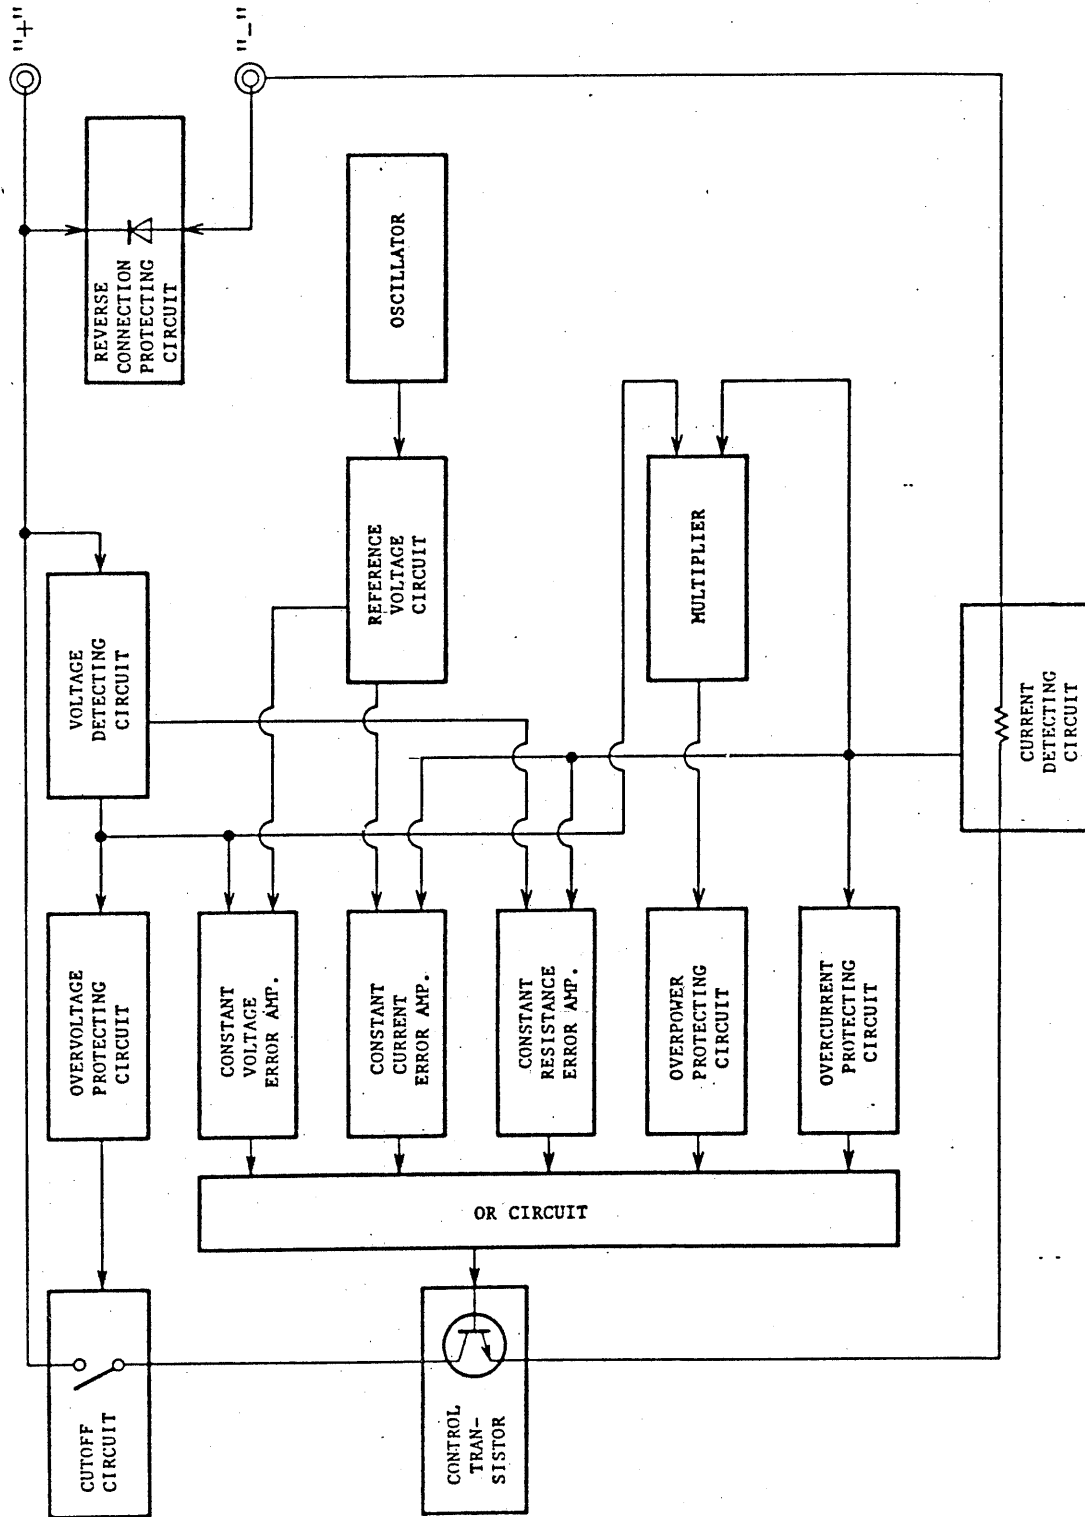 "+"
"-"
REVERSE
CONNECTION
PROTECTING
CIRCUIT
OSCILLATOR
VOLTAGE
DETECTING
CIRCUIT
REFERENCE
VOLTAGE
CIRCUIT
MULTIPLIER
CURRENT
DETECTING
CIRCUIT
OVERVOLTAGE
PROTECTING
CIRCUIT
CONSTANT
VOLTAGE
ERROR AMP.
CONSTANT
CURRENT
ERROR AMP.
CONSTANT
RESISTANCE
ERROR AMP.
OVERPOWER
PROTECTING
CIRCUIT
OVERCURRENT
PROTECTING
CIRCUIT
OR CIRCUIT
CUTOFF
CIRCUIT
CONTROL
TRAN-
SISTOR